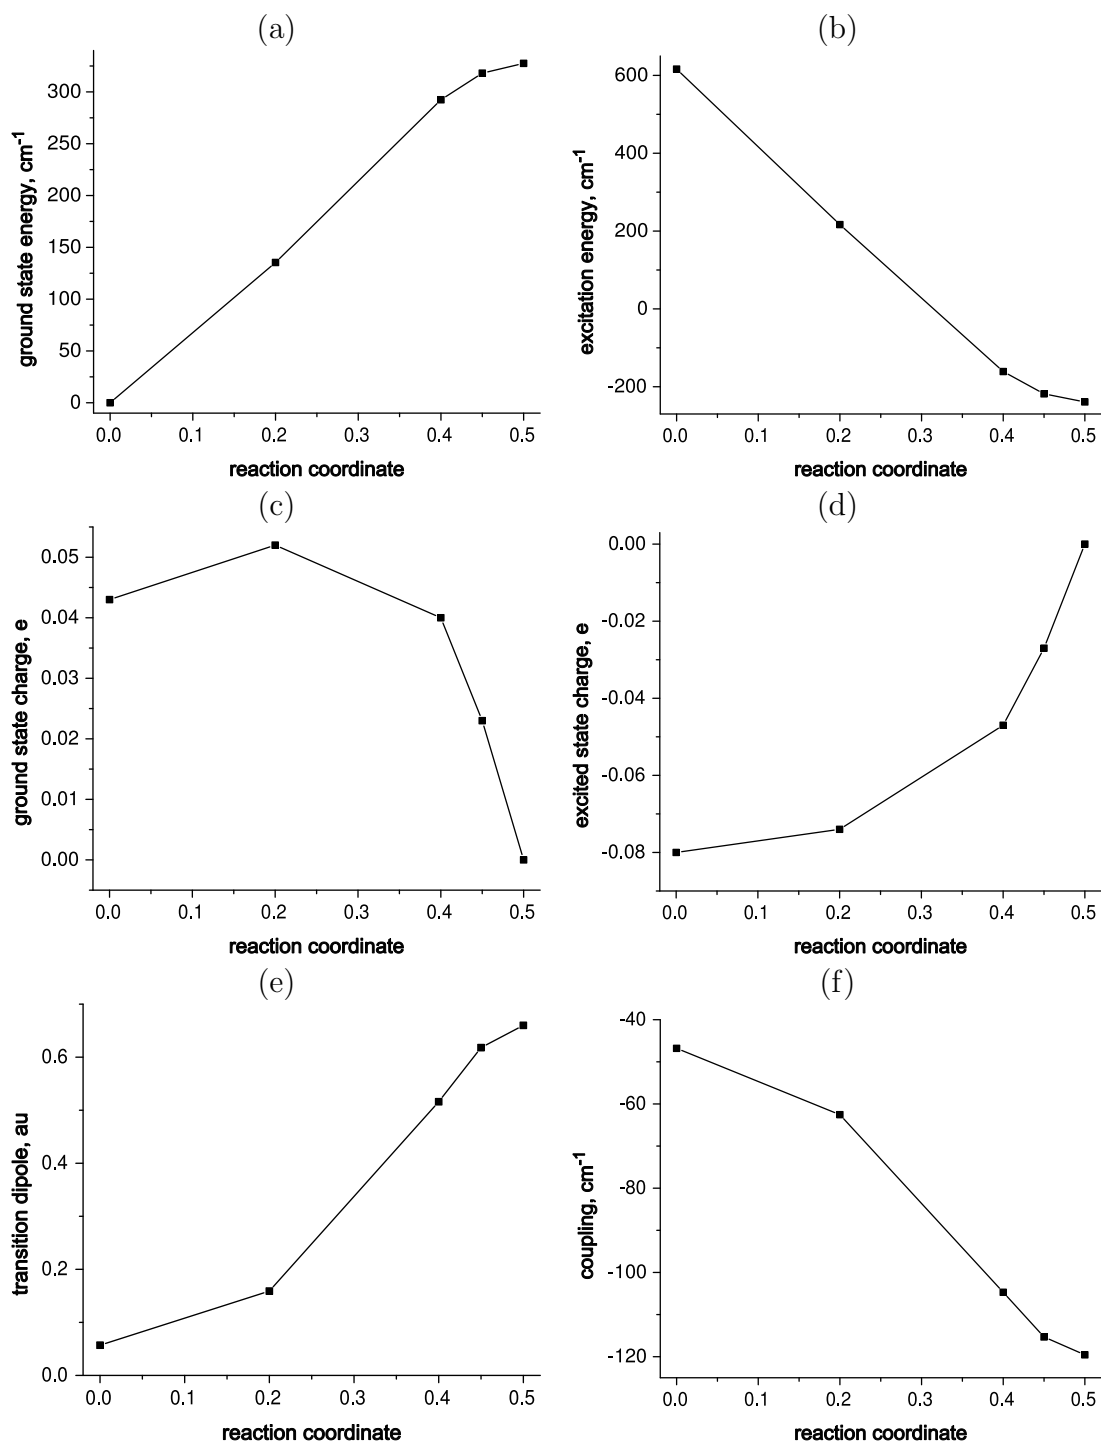 (a)
ground state energy, cm-1
300
250
200
150
100
50
0
0.0 0.1 0.2 0.3 0.4 0.5
reaction coordinate
(b)
excitation energy, cm-1
600
400
200
0
-200
0.0 0.1 0.2 0.3 0.4 0.5
reaction coordinate
(c)
ground state charge, e
0.05
0.04
0.03
0.02
0.01
0.00
0.0 0.1 0.2 0.3 0.4 0.5
reaction coordinate
(d)
excited state charge, e
0.00
-0.02
-0.04
-0.06
-0.08
0.0 0.1 0.2 0.3 0.4 0.5
reaction coordinate
(e)
transition dipole, au
0.6
0.4
0.2
0.0
0.0 0.1 0.2 0.3 0.4 0.5
reaction coordinate
(f)
coupling, cm-1
-40
-60
-80
-100
-120
0.0 0.1 0.2 0.3 0.4 0.5
reaction coordinate